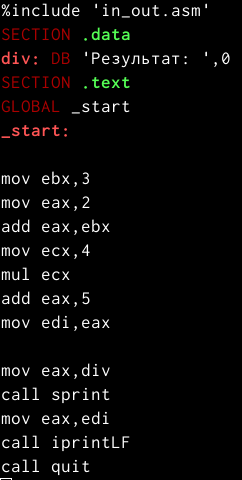 %include 'in_out.asm'
SECTION .data
div: DB 'Результат: ',0
SECTION .text
GLOBAL _start
_start:
mov ebx,3
mov eax,2
add eax,ebx
mov ecx,4
mul ecx
add eax,5
mov edi,eax
mov eax,div
call sprint
mov eax,edi
call iprintLF
call quit